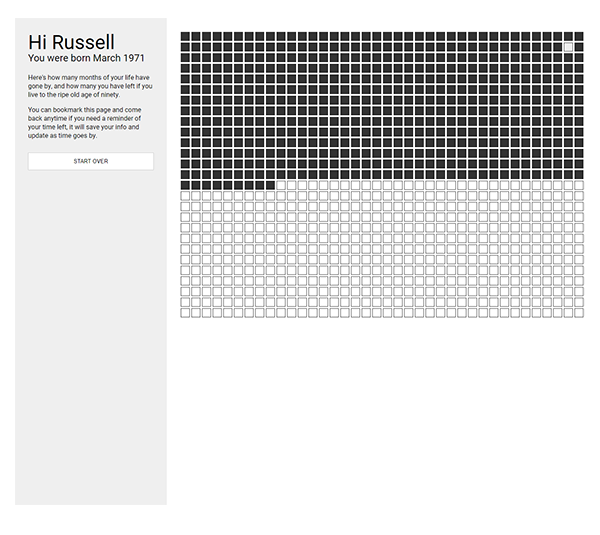 Hi Russell
You were born March 1971
Here's how many months of your life have
gone by, and how many you have left if you
live to the ripe old age of ninety.
You can bookmark this page and come
back anytime if you need a reminder of
your time left, it will save your info and
update as time goes by.
START OVER